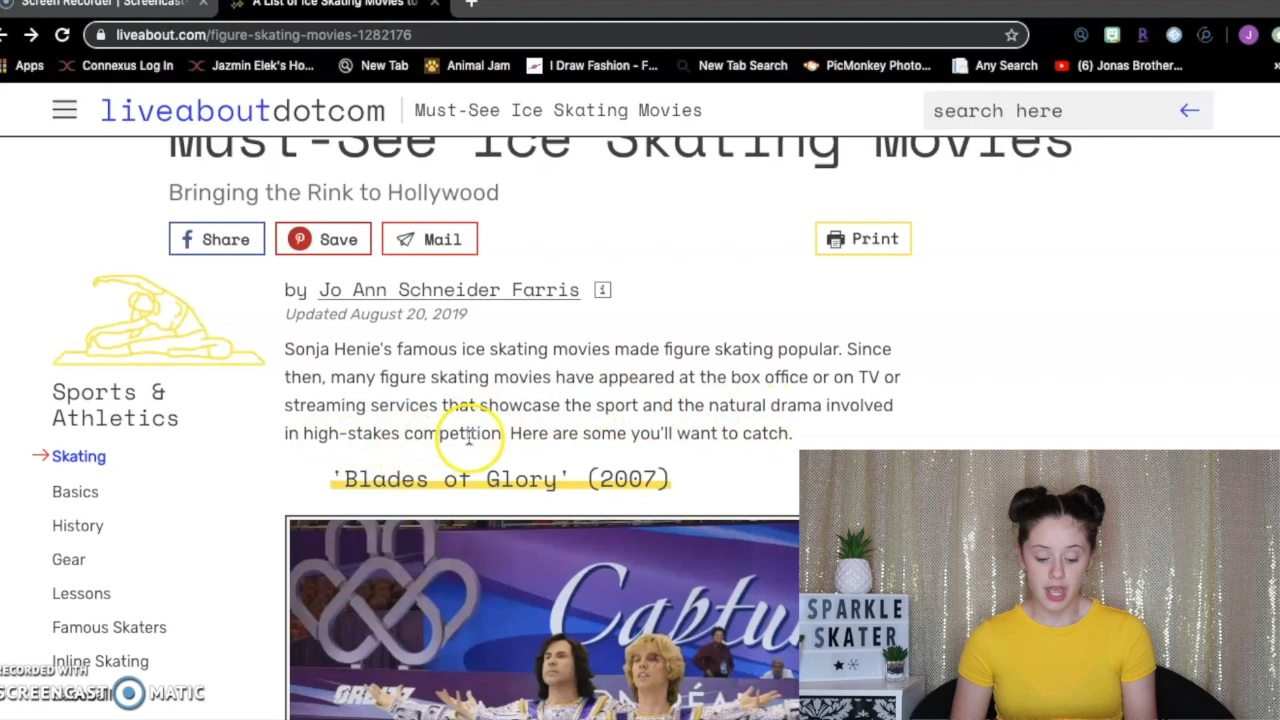 Screen Recorder | Screencast-
A List of Ice Skating Movies to
liveabout.com/figure-skating-movies-1282176
Apps
Connexus Log In
Jazmin Elek's Ho...
New Tab
Animal Jam
I Draw Fashion - F...
New Tab Search
PicMonkey Photo...
Any Search
(6) Jonas Brother...
liveaboutdotcom
Must-See Ice Skating Movies
search here
Must-See Ice Skating Movies
Bringing the Rink to Hollywood
Share
Save
Mail
Print
by Jo Ann Schneider Farris
Updated August 20, 2019
Sonja Henie's famous ice skating movies made figure skating popular. Since
then, many figure skating movies have appeared at the box office or on TV or
streaming services that showcase the sport and the natural drama involved
in high-stakes competition. Here are some you'll want to catch.
'Blades of Glory' (2007)
Sports &
Athletics
Skating
Basics
History
Gear
Lessons
Famous Skaters
Inline Skating
RECORDED WITH
SCREENCAST MATIC
Captu
SPARKLE
SKATER